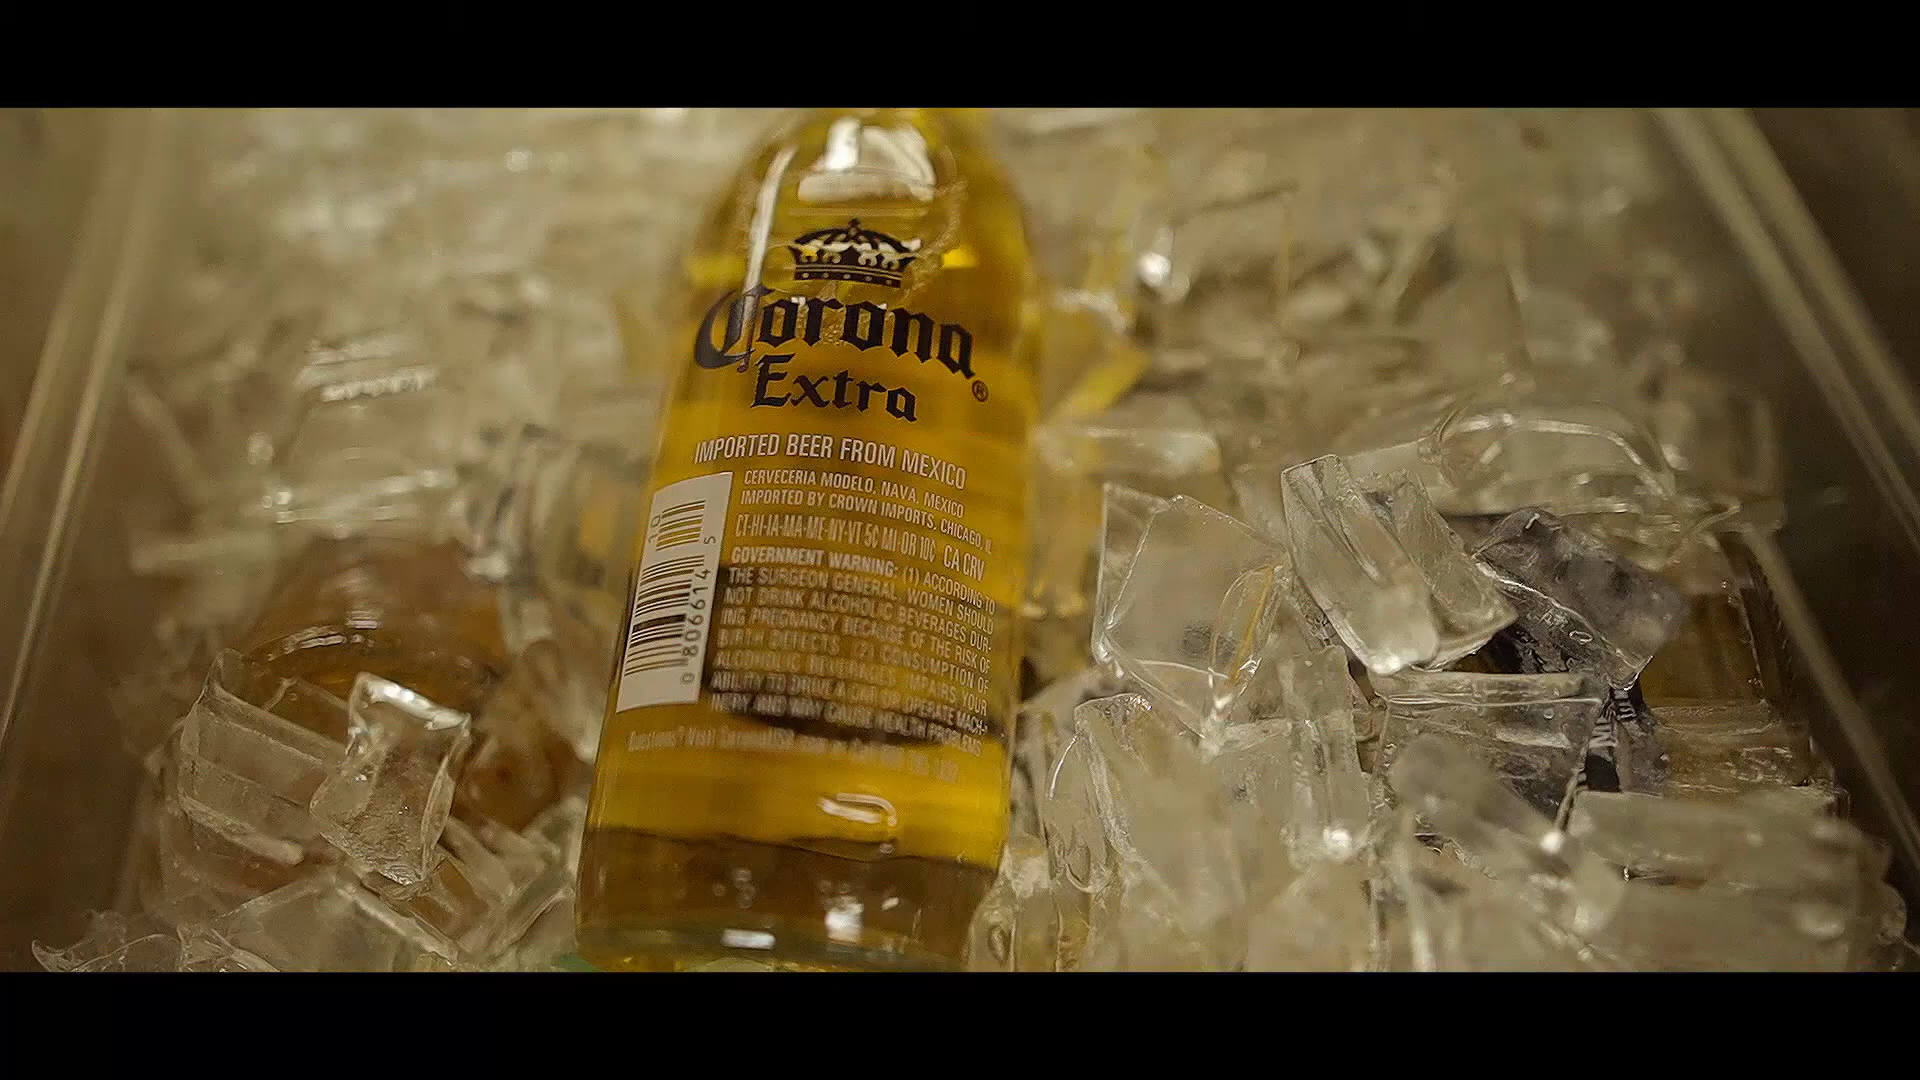 Corona
Extra
®
IMPORTED BEER FROM MEXICO
CERVECERIA MODELO, NAVA, MEXICO
IMPORTED BY CROWN IMPORTS, CHICAGO, IL
CT-HI-IA-MA-ME-NY-VT 5¢ MI-OR 10¢ CA CRV
GOVERNMENT WARNING: (1) ACCORDING TO
THE SURGEON GENERAL, WOMEN SHOULD
NOT DRINK ALCOHOLIC BEVERAGES DUR-
ING PREGNANCY BECAUSE OF THE RISK OF
BIRTH DEFECTS. (2) CONSUMPTION OF
ALCOHOLIC BEVERAGES IMPAIRS YOUR
ABILITY TO DRIVE A CAR OR OPERATE MACH-
INERY, AND MAY CAUSE HEALTH PROBLEMS
Questions? Visit
0 806614 5
10